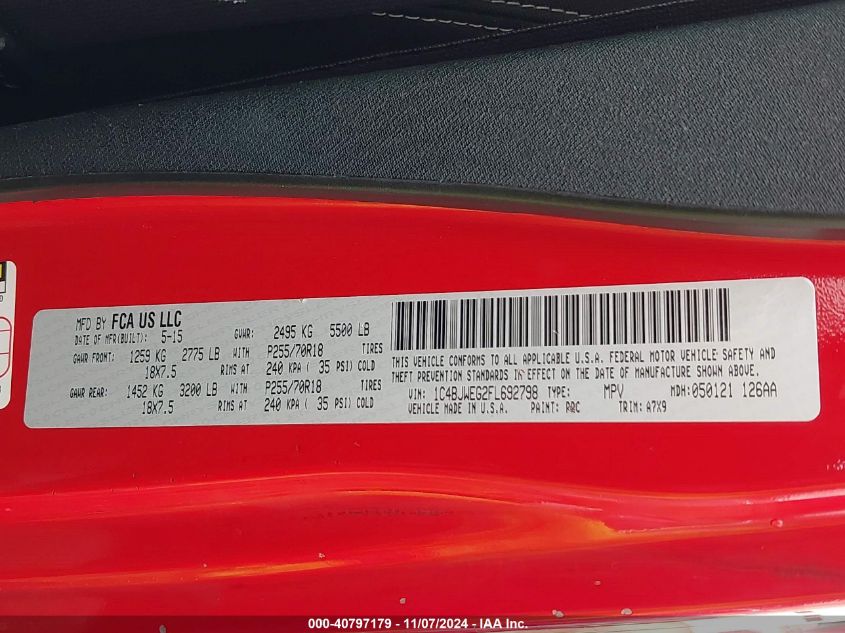 MFD BY FCA US LLC
DATE OF MFR(BUILT): 5-15 GVWR: 2495 KG 5500 LB
GAWR FRONT: 1259 KG 2775 LB WITH P255/70R18 TIRES
18X7.5 RIMS AT 240 KPA ( 35 PSI) COLD
GAWR REAR: 1452 KG 3200 LB WITH P255/70R18 TIRES
18X7.5 RIMS AT 240 KPA ( 35 PSI) COLD
THIS VEHICLE CONFORMS TO ALL APPLICABLE U.S.A. FEDERAL MOTOR VEHICLE SAFETY AND
THEFT PREVENTION STANDARDS IN EFFECT ON THE DATE OF MANUFACTURE SHOWN ABOVE.
VIN: 1C4BJWEG2FL692798 TYPE: MPV MDH: 050121 126AA
VEHICLE MADE IN U.S.A. PAINT: TRIM: A7X9
000-40797179 - 11/07/2024 - IAA Inc.